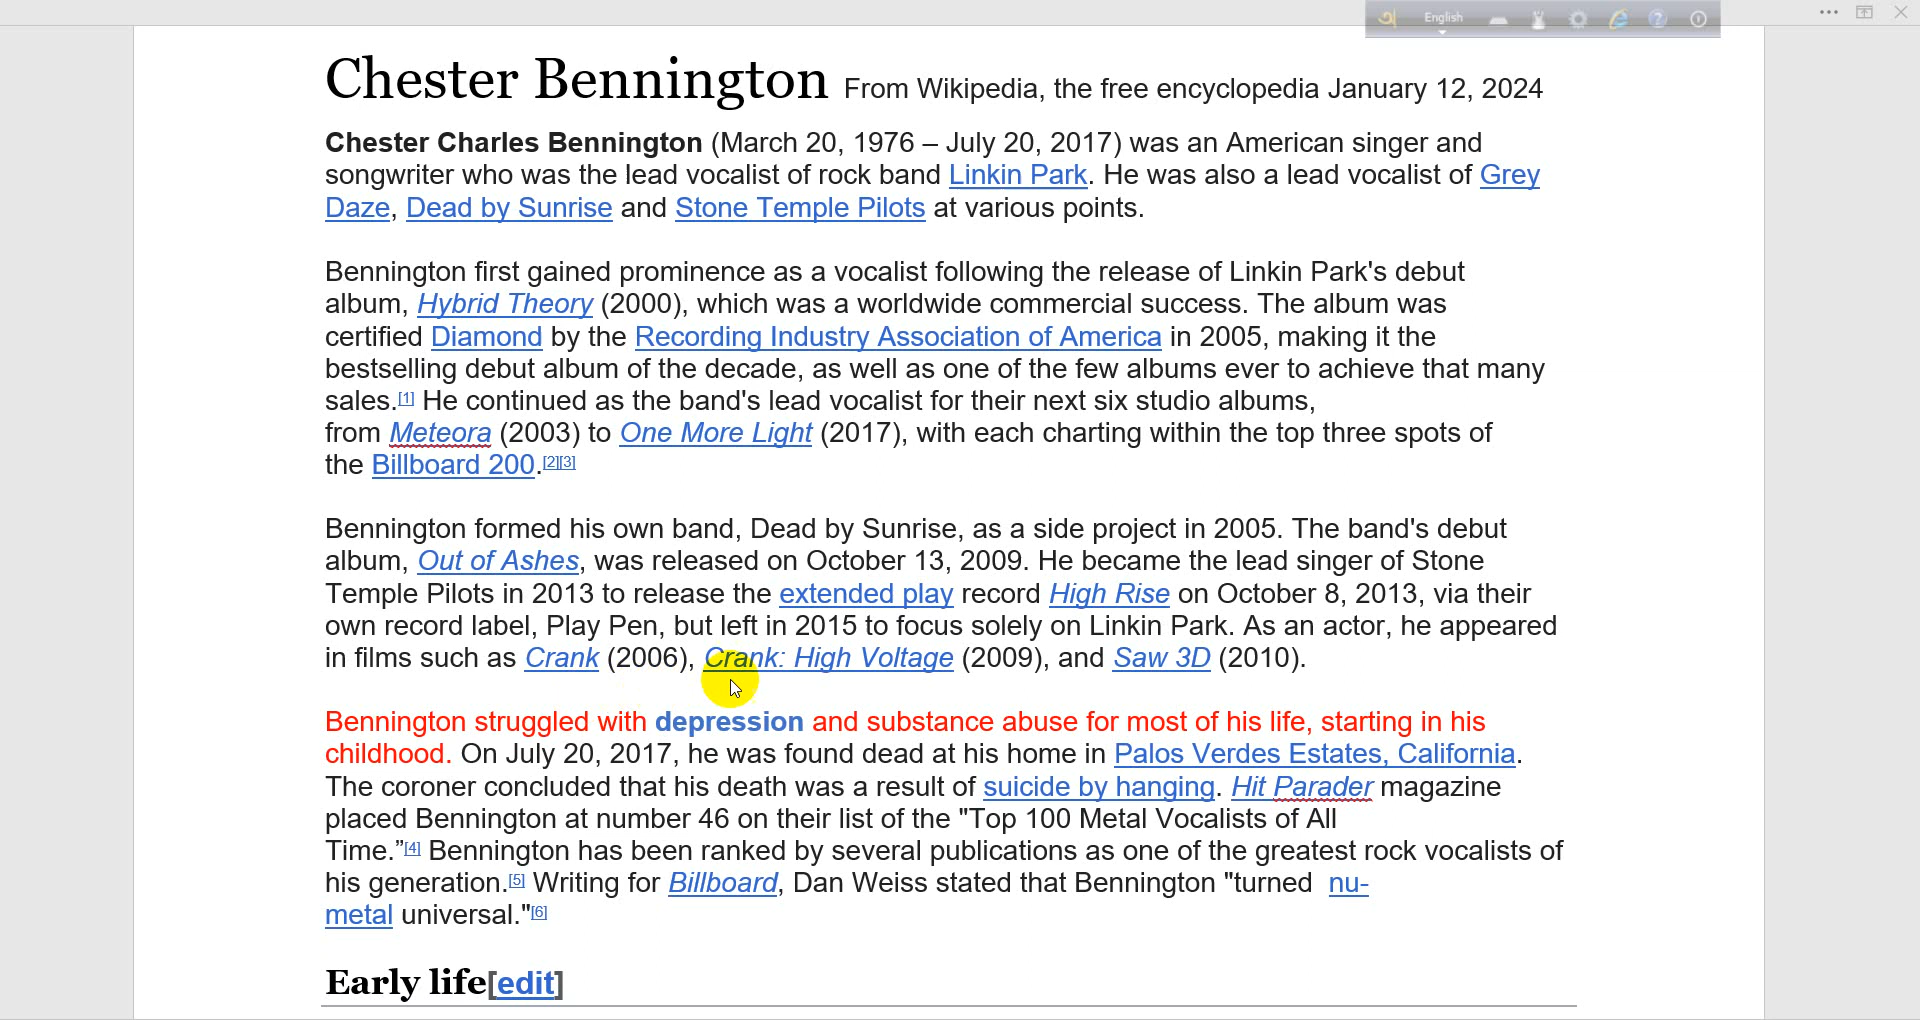 English
Chester Bennington From Wikipedia, the free encyclopedia January 12, 2024
Chester Charles Bennington (March 20, 1976 – July 20, 2017) was an American singer and
songwriter who was the lead vocalist of rock band Linkin Park. He was also a lead vocalist of Grey
Daze, Dead by Sunrise and Stone Temple Pilots at various points.
Bennington first gained prominence as a vocalist following the release of Linkin Park's debut
album, Hybrid Theory (2000), which was a worldwide commercial success. The album was
certified Diamond by the Recording Industry Association of America in 2005, making it the
bestselling debut album of the decade, as well as one of the few albums ever to achieve that many
sales.[1] He continued as the band's lead vocalist for their next six studio albums,
from Meteora (2003) to One More Light (2017), with each charting within the top three spots of
the Billboard 200.[2][3]
Bennington formed his own band, Dead by Sunrise, as a side project in 2005. The band's debut
album, Out of Ashes, was released on October 13, 2009. He became the lead singer of Stone
Temple Pilots in 2013 to release the extended play record High Rise on October 8, 2013, via their
own record label, Play Pen, but left in 2015 to focus solely on Linkin Park. As an actor, he appeared
in films such as Crank (2006), Crank: High Voltage (2009), and Saw 3D (2010).
Bennington struggled with depression and substance abuse for most of his life, starting in his
childhood. On July 20, 2017, he was found dead at his home in Palos Verdes Estates, California.
The coroner concluded that his death was a result of suicide by hanging. Hit Parader magazine
placed Bennington at number 46 on their list of the "Top 100 Metal Vocalists of All
Time.”[4] Bennington has been ranked by several publications as one of the greatest rock vocalists of
his generation.[5] Writing for Billboard, Dan Weiss stated that Bennington "turned nu-
metal universal."[6]
Early life[edit]